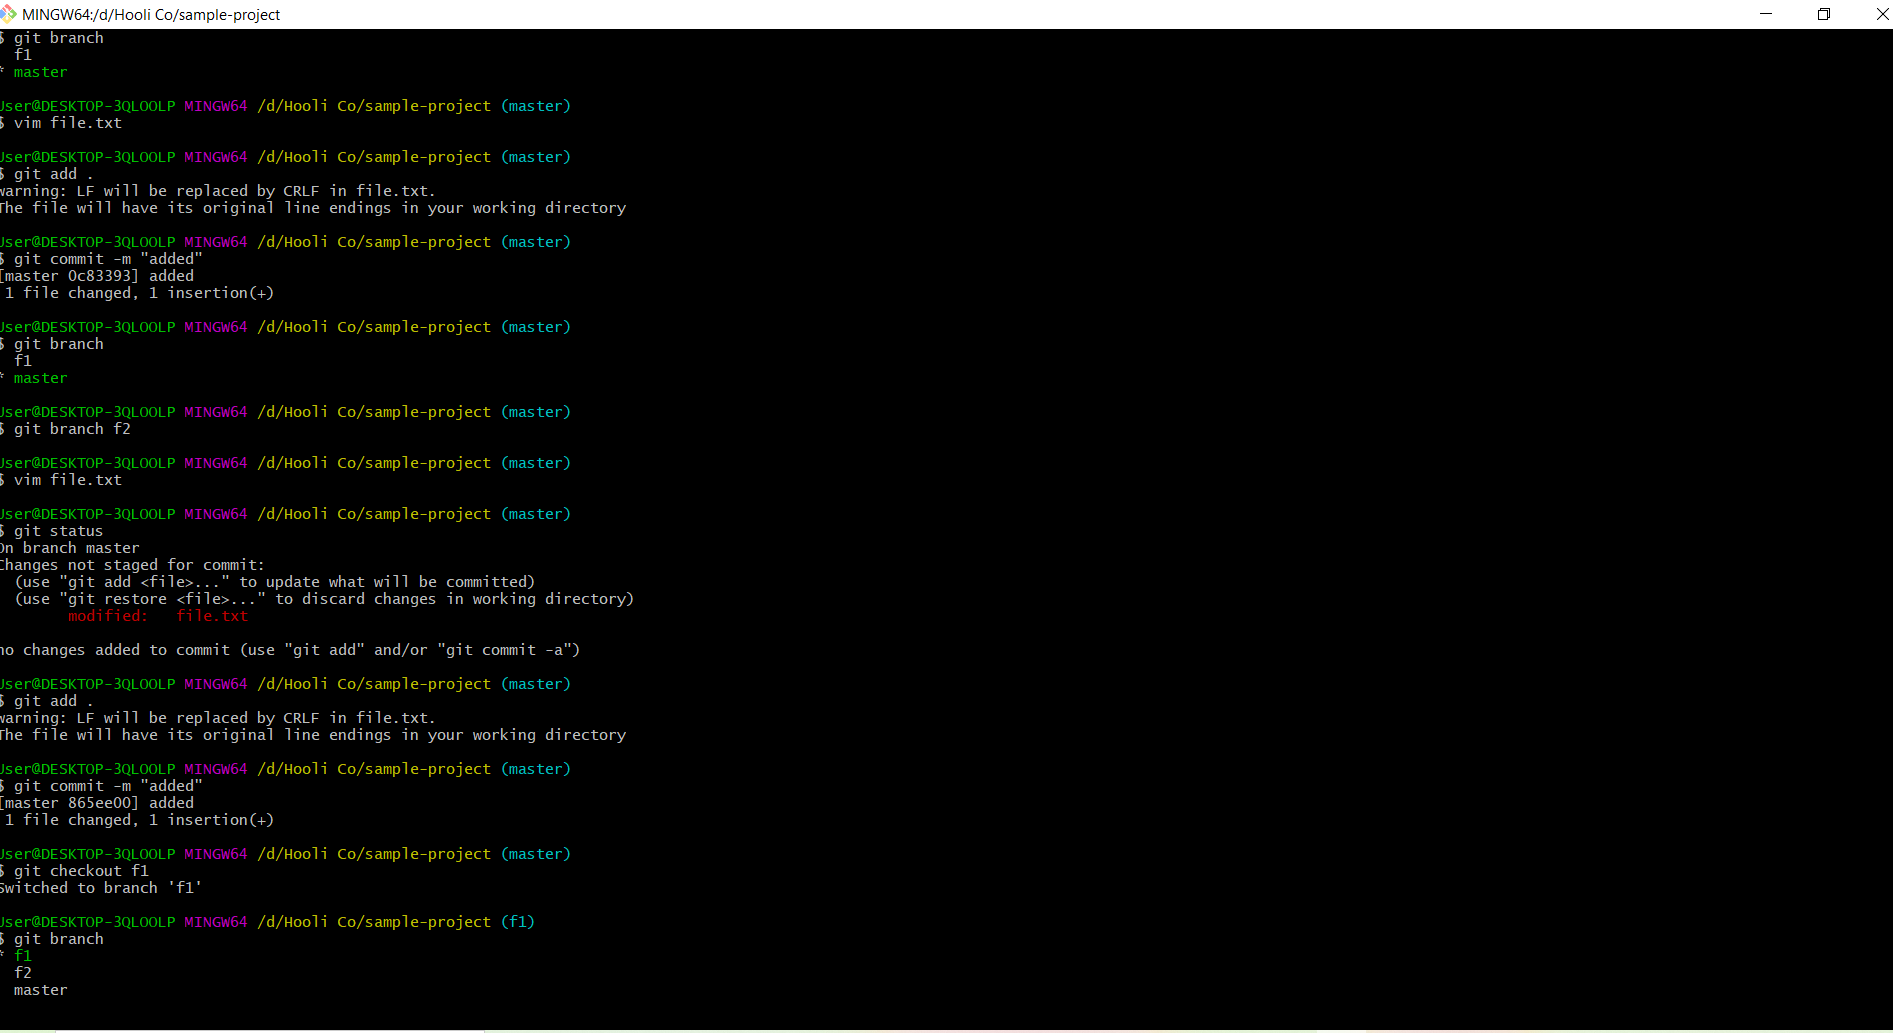 MINGW64:/d/Hooli Co/sample-project
$ git branch
  f1
* master
User@DESKTOP-3QLOOLP MINGW64 /d/Hooli Co/sample-project (master)
$ vim file.txt
User@DESKTOP-3QLOOLP MINGW64 /d/Hooli Co/sample-project (master)
$ git add .
warning: LF will be replaced by CRLF in file.txt.
The file will have its original line endings in your working directory
User@DESKTOP-3QLOOLP MINGW64 /d/Hooli Co/sample-project (master)
$ git commit -m "added"
[master 0c83393] added
 1 file changed, 1 insertion(+)
User@DESKTOP-3QLOOLP MINGW64 /d/Hooli Co/sample-project (master)
$ git branch
  f1
* master
User@DESKTOP-3QLOOLP MINGW64 /d/Hooli Co/sample-project (master)
$ git branch f2
User@DESKTOP-3QLOOLP MINGW64 /d/Hooli Co/sample-project (master)
$ vim file.txt
User@DESKTOP-3QLOOLP MINGW64 /d/Hooli Co/sample-project (master)
$ git status
On branch master
Changes not staged for commit:
  (use "git add <file>..." to update what will be committed)
  (use "git restore <file>..." to discard changes in working directory)
        modified:   file.txt
no changes added to commit (use "git add" and/or "git commit -a")
User@DESKTOP-3QLOOLP MINGW64 /d/Hooli Co/sample-project (master)
$ git add .
warning: LF will be replaced by CRLF in file.txt.
The file will have its original line endings in your working directory
User@DESKTOP-3QLOOLP MINGW64 /d/Hooli Co/sample-project (master)
$ git commit -m "added"
[master 865ee00] added
 1 file changed, 1 insertion(+)
User@DESKTOP-3QLOOLP MINGW64 /d/Hooli Co/sample-project (master)
$ git checkout f1
Switched to branch 'f1'
User@DESKTOP-3QLOOLP MINGW64 /d/Hooli Co/sample-project (f1)
$ git branch
* f1
  f2
  master